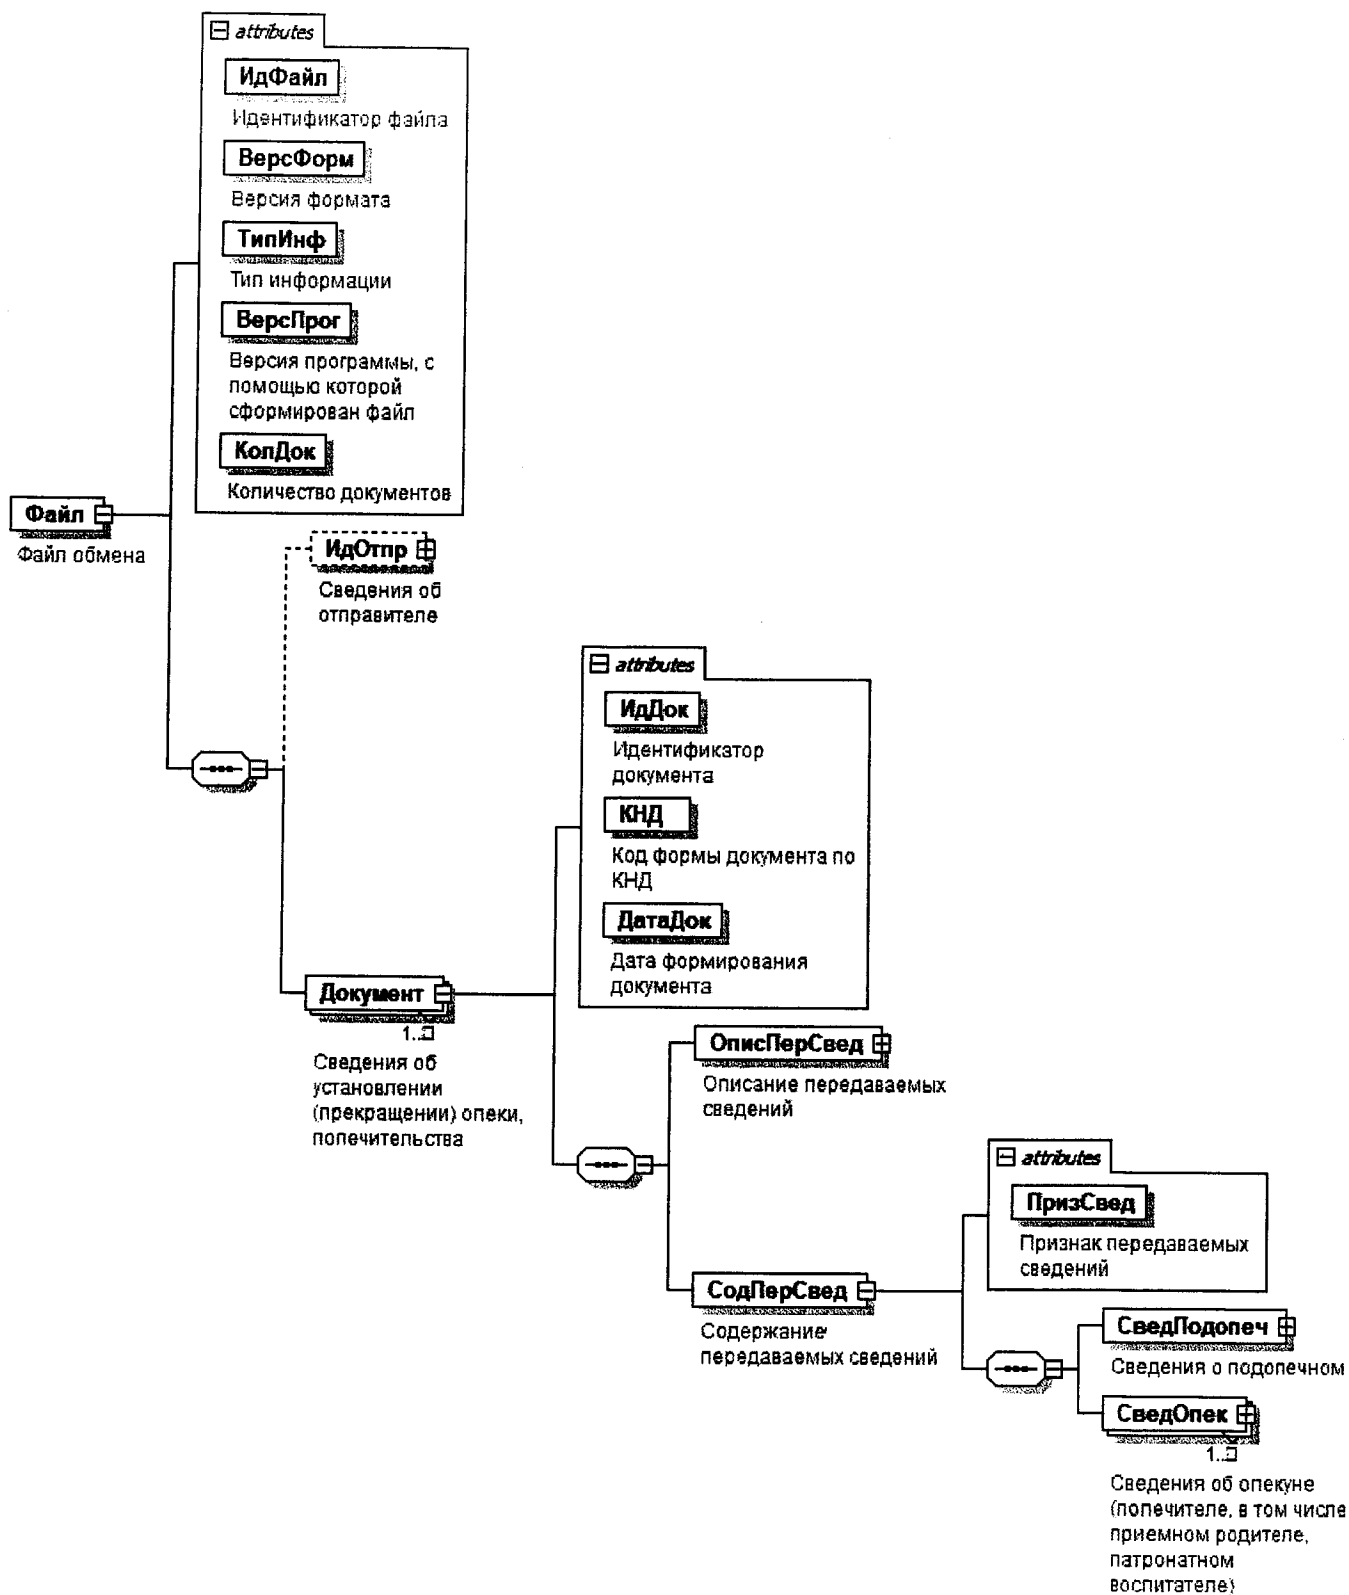 attributes
ИдФайл
Идентификатор файла
ВерсФорм
Версия формата
ТипИнф
Тип информации
ВерсПрог
Версия программы, с
помощью которой
сформирован файл
КолДок
Количество документов
Файл
Файл обмена
ИдОтпр
Сведения об
отправителе
attributes
ИдДок
Идентификатор
документа
КНД
Код формы документа по
КНД
ДатаДок
Дата формирования
документа
Документ
1..
Сведения об
установлении
(прекращении) опеки,
попечительства
ОписПерСвед
Описание передаваемых
сведений
attributes
ПризСвед
Признак передаваемых
сведений
СодПерСвед
Содержание
передаваемых сведений
СведПодопеч
Сведения о подопечном
СведОпек
1..
Сведения об опекуне
(попечителе, в том числе
приемном родителе,
патронатном
воспитателе)